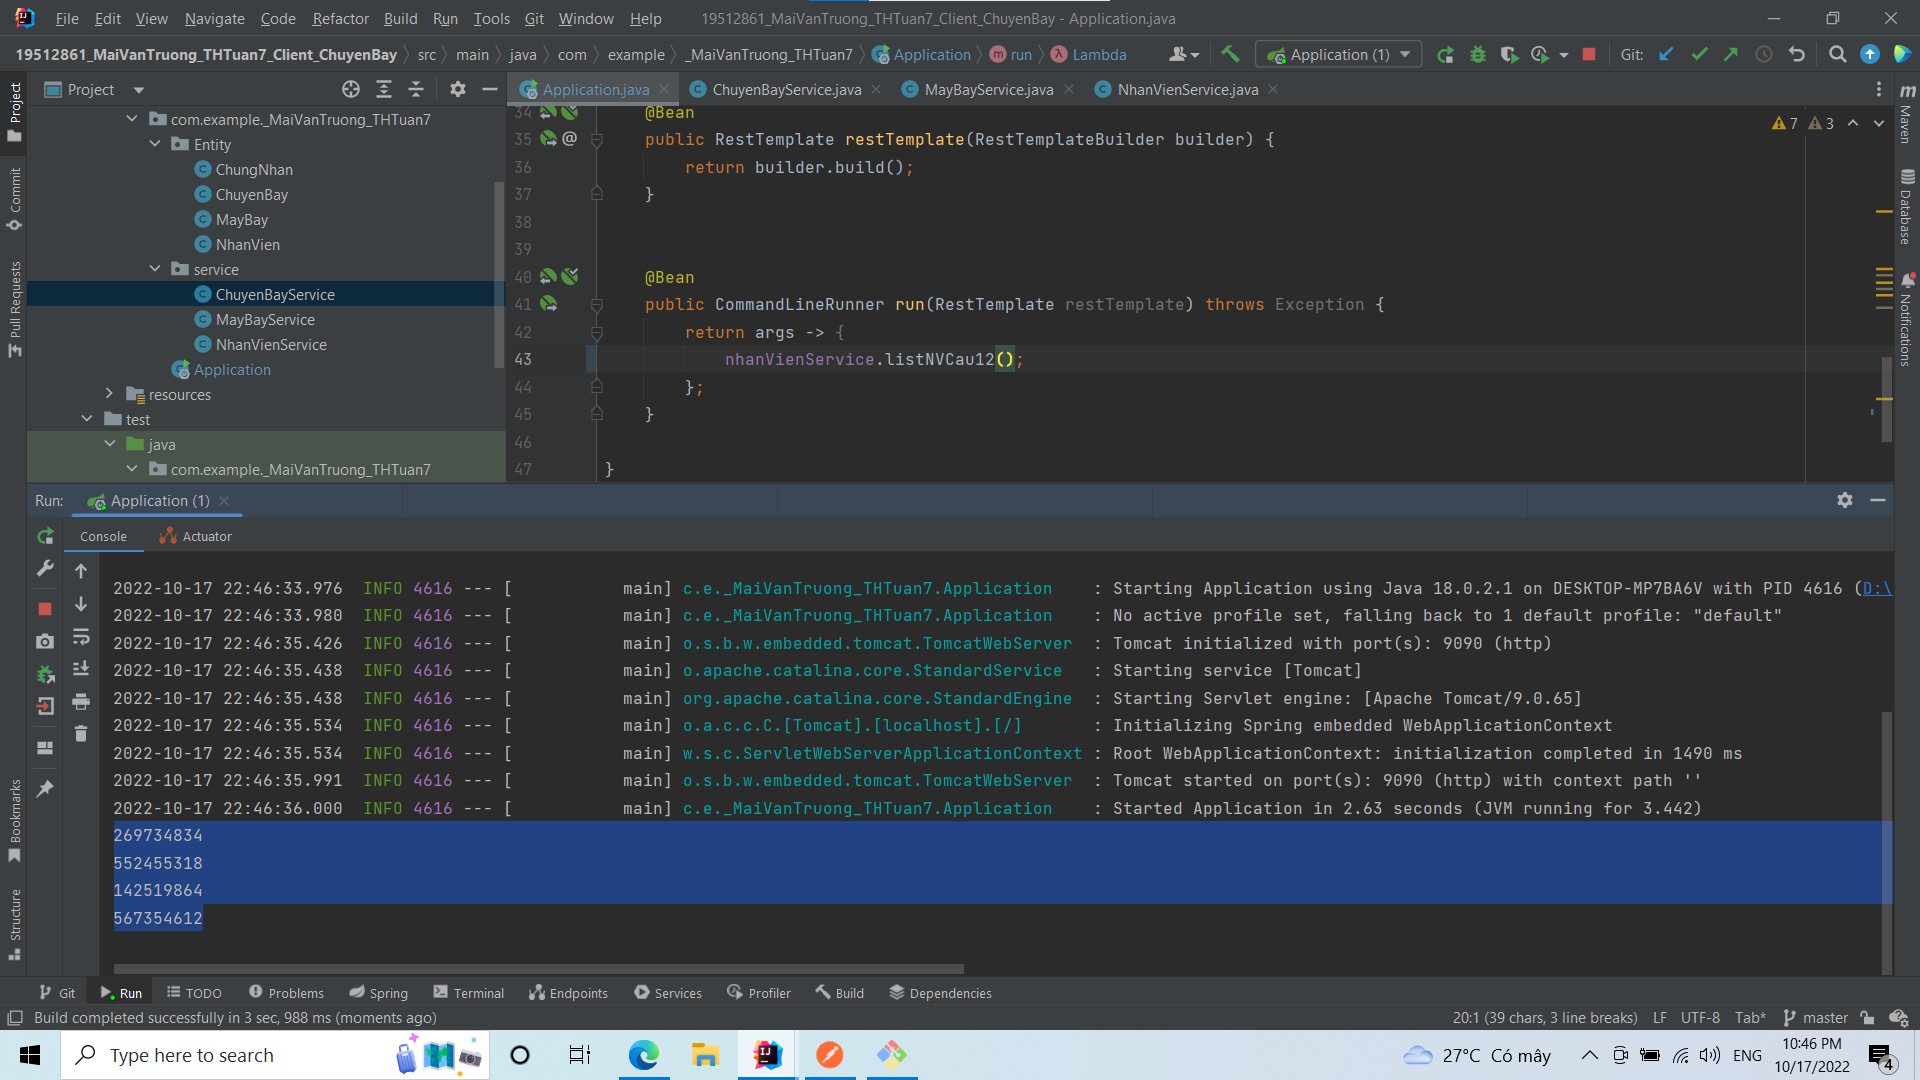 File Edit View Navigate Code Refactor Build Run Tools Git Window Help 19512861_MaiVanTruong_THTuan7_Client_ChuyenBay - Application.java
19512861_MaiVanTruong_THTuan7_Client_ChuyenBay src main java com example _MaiVanTruong_THTuan7 Application run Lambda Application (1) Git:
Project
Application.java ChuyenBayService.java MayBayService.java NhanVienService.java
com.example._MaiVanTruong_THTuan7
Entity
ChungNhan
ChuyenBay
MayBay
NhanVien
service
ChuyenBayService
MayBayService
NhanVienService
Application
resources
test
java
com.example._MaiVanTruong_THTuan7
7 3
34 @Bean
35 public RestTemplate restTemplate(RestTemplateBuilder builder) {
36 return builder.build();
37 }
38
39
40 @Bean
41 public CommandLineRunner run(RestTemplate restTemplate) throws Exception {
42 return args -> {
43 nhanVienService.listNVCau12();
44 };
45 }
46
47 }
Project
Commit
Pull Requests
Bookmarks
Structure
Maven
Database
Notifications
Run: Application (1)
Console Actuator
2022-10-17 22:46:33.976 INFO 4616 --- [ main] c.e._MaiVanTruong_THTuan7.Application : Starting Application using Java 18.0.2.1 on DESKTOP-MP7BA6V with PID 4616 (D:\
2022-10-17 22:46:33.980 INFO 4616 --- [ main] c.e._MaiVanTruong_THTuan7.Application : No active profile set, falling back to 1 default profile: "default"
2022-10-17 22:46:35.426 INFO 4616 --- [ main] o.s.b.w.embedded.tomcat.TomcatWebServer : Tomcat initialized with port(s): 9090 (http)
2022-10-17 22:46:35.438 INFO 4616 --- [ main] o.apache.catalina.core.StandardService : Starting service [Tomcat]
2022-10-17 22:46:35.438 INFO 4616 --- [ main] org.apache.catalina.core.StandardEngine : Starting Servlet engine: [Apache Tomcat/9.0.65]
2022-10-17 22:46:35.534 INFO 4616 --- [ main] o.a.c.c.C.[Tomcat].[localhost].[/] : Initializing Spring embedded WebApplicationContext
2022-10-17 22:46:35.534 INFO 4616 --- [ main] w.s.c.ServletWebServerApplicationContext : Root WebApplicationContext: initialization completed in 1490 ms
2022-10-17 22:46:35.991 INFO 4616 --- [ main] o.s.b.w.embedded.tomcat.TomcatWebServer : Tomcat started on port(s): 9090 (http) with context path ''
2022-10-17 22:46:36.000 INFO 4616 --- [ main] c.e._MaiVanTruong_THTuan7.Application : Started Application in 2.63 seconds (JVM running for 3.442)
269734834
552455318
142519864
567354612
Git Run TODO Problems Spring Terminal Endpoints Services Profiler Build Dependencies
Build completed successfully in 3 sec, 988 ms (moments ago) 20:1 (39 chars, 3 line breaks) LF UTF-8 Tab* master
Type here to search 27°C Có mây ENG 10:46 PM
10/17/2022 4